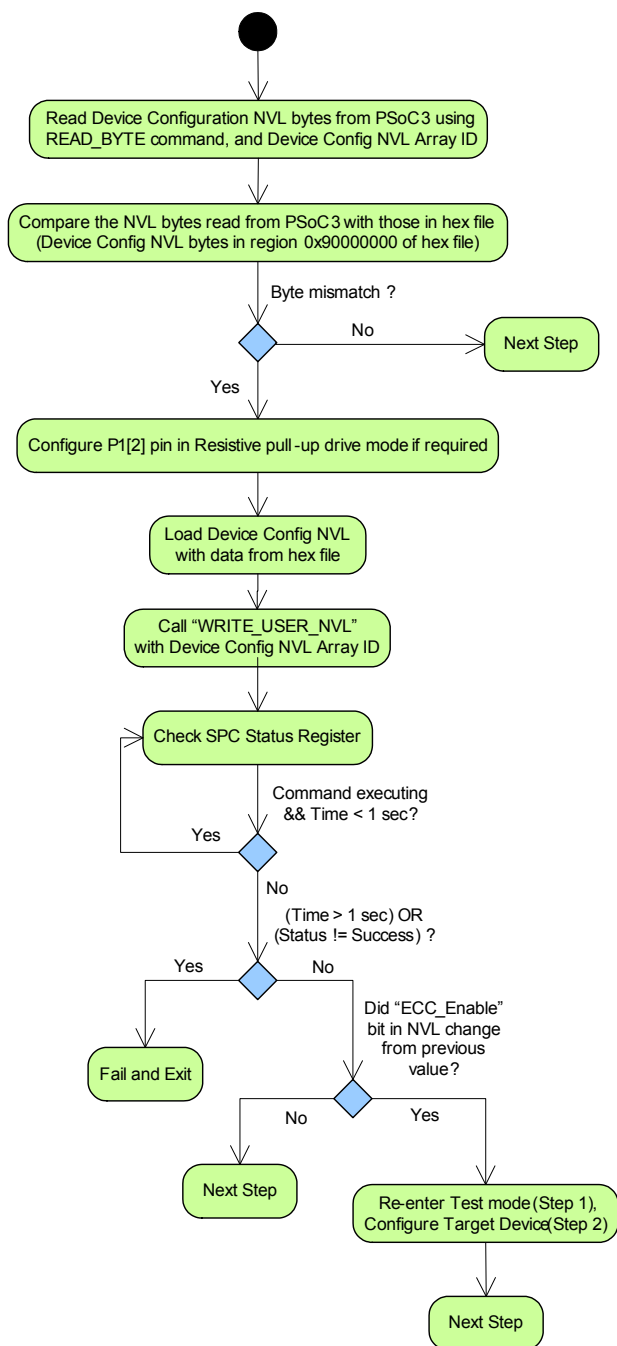 Read Device Configuration NVL bytes from PSoC3 using
READ_BYTE command, and Device Config NVL Array ID
Compare the NVL bytes read from PSoC3 with those in hex file
(Device Config NVL bytes in region 0x90000000 of hex file)
Byte mismatch ?
No
Next Step
Yes
Configure P1[2] pin in Resistive pull-up drive mode if required
Load Device Config NVL
with data from hex file
Call “WRITE_USER_NVL”
with Device Config NVL Array ID
Check SPC Status Register
Command executing
&& Time < 1 sec?
Yes
No
(Time > 1 sec) OR
(Status != Success) ?
Yes
No
Did “ECC_Enable”
bit in NVL change
from previous
value?
Fail and Exit
No
Yes
Next Step
Re-enter Test mode(Step 1),
Configure Target Device(Step 2)
Next Step